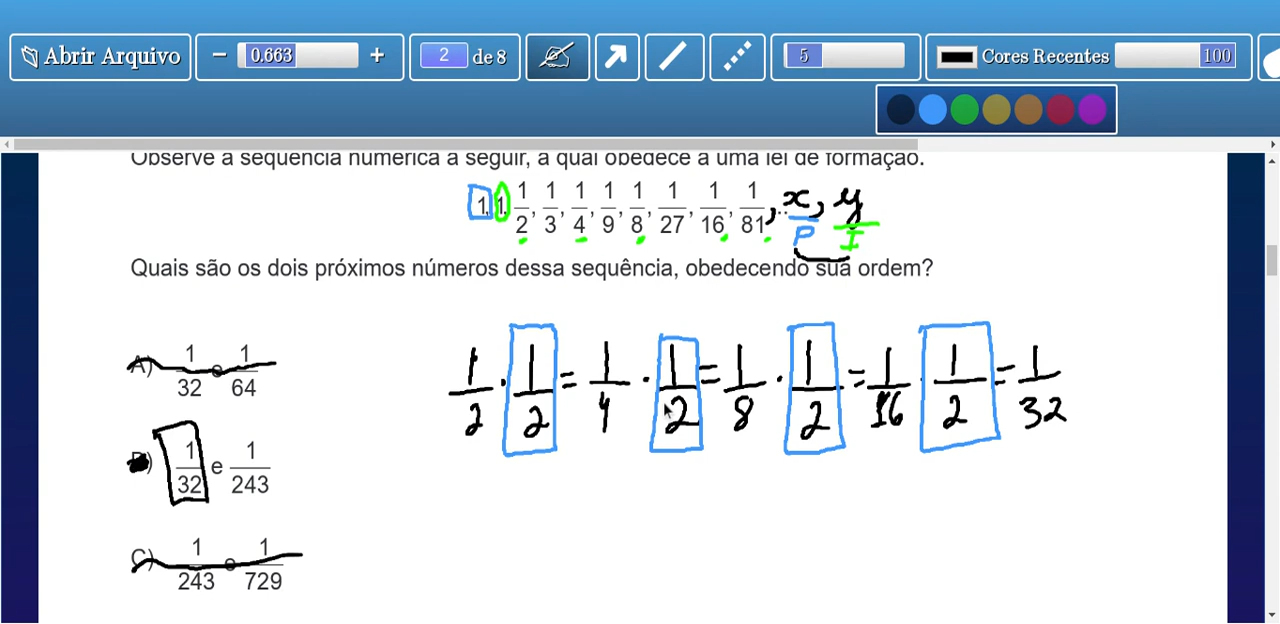 Abrir Arquivo − 0.663 + 2 de 8 5 Cores Recentes 100
Observe a sequência numérica a seguir, a qual obedece a uma lei de formação.
1, 1, 1/2, 1/3, 1/4, 1/9, 1/8, 1/27, 1/16, 1/81, ... x, y
P I
Quais são os dois próximos números dessa sequência, obedecendo sua ordem?
1/2 · 1/2 = 1/4 · 1/2 = 1/8 · 1/2 = 1/16 · 1/2 = 1/32
A) 1/32 e 1/64
B) 1/32 e 1/243
C) 1/243 e 1/729